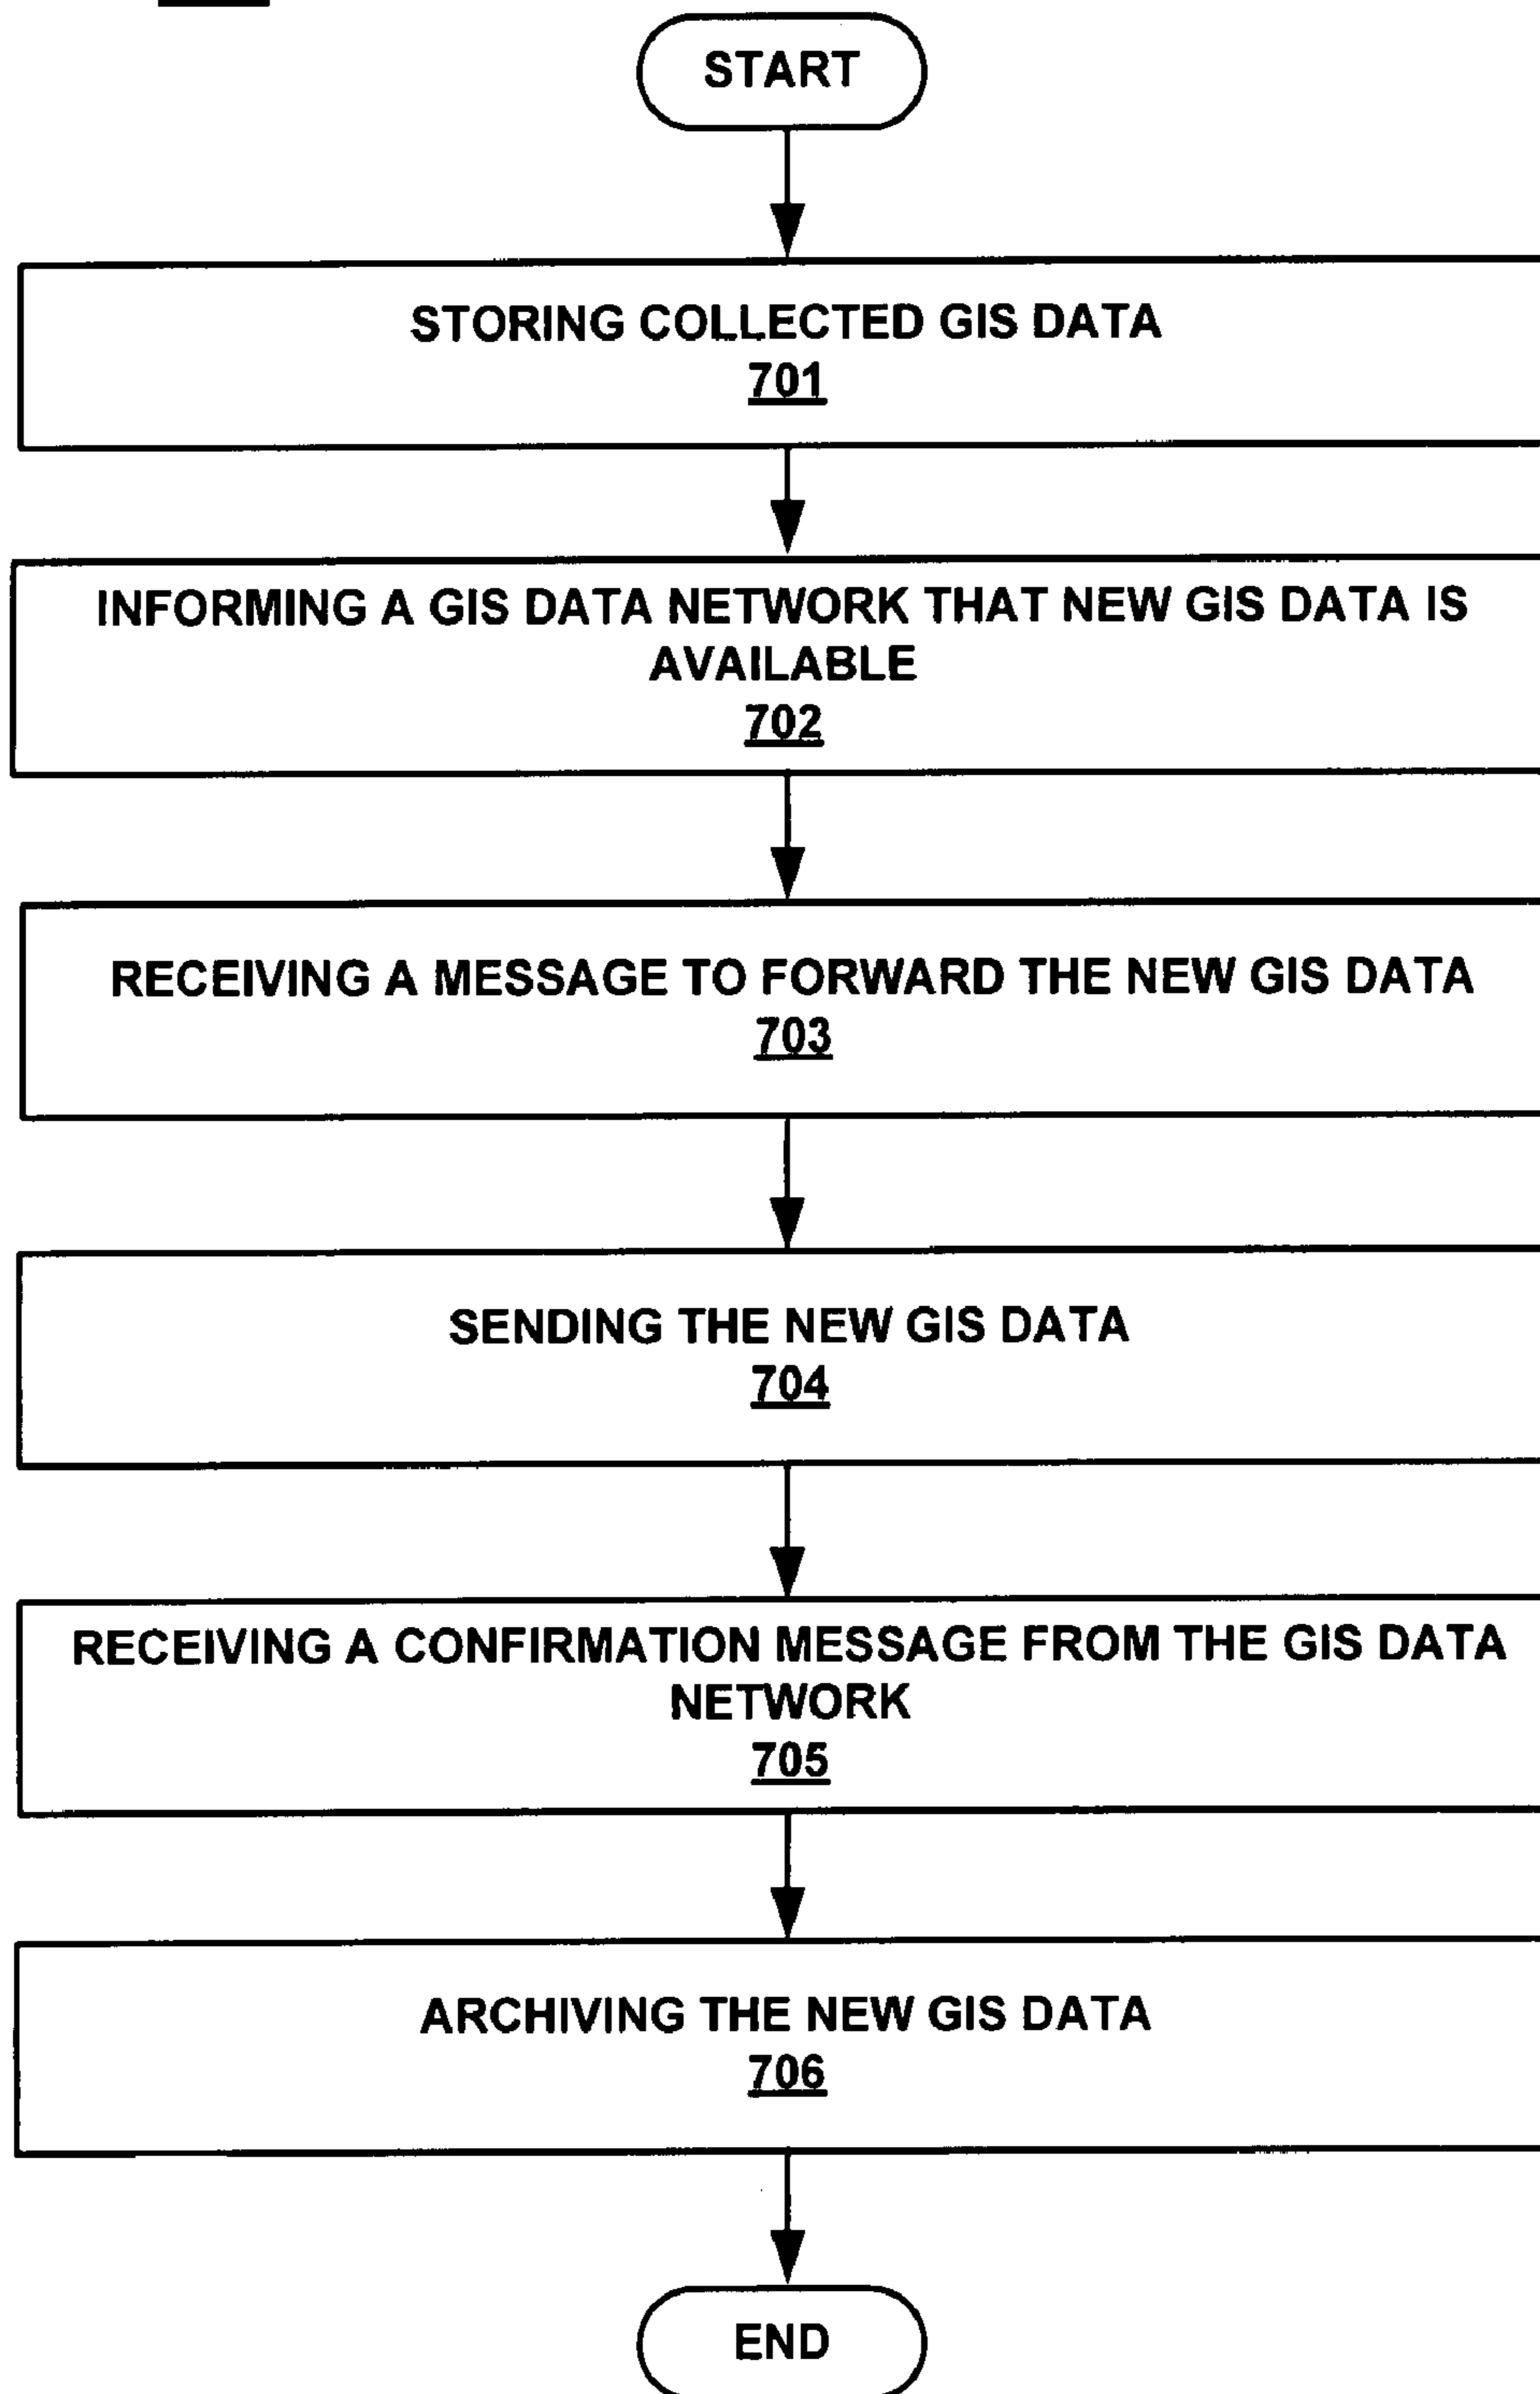 START
STORING COLLECTED GIS DATA
701
INFORMING A GIS DATA NETWORK THAT NEW GIS DATA IS
AVAILABLE
702
RECEIVING A MESSAGE TO FORWARD THE NEW GIS DATA
703
SENDING THE NEW GIS DATA
704
RECEIVING A CONFIRMATION MESSAGE FROM THE GIS DATA
NETWORK
705
ARCHIVING THE NEW GIS DATA
706
END